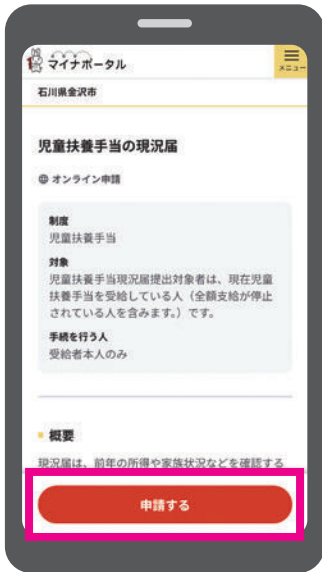 マイナポータル
メニュー
石川県金沢市
児童扶養手当の現況届
オンライン申請
制度
児童扶養手当
対象
児童扶養手当現況届提出対象者は、現在児童
扶養手当を受給している人（全額支給が停止
されている人を含みます。）です。
手続を行う人
受給者本人のみ
概要
現況届は、前年の所得や家族状況などを確認する
申請する